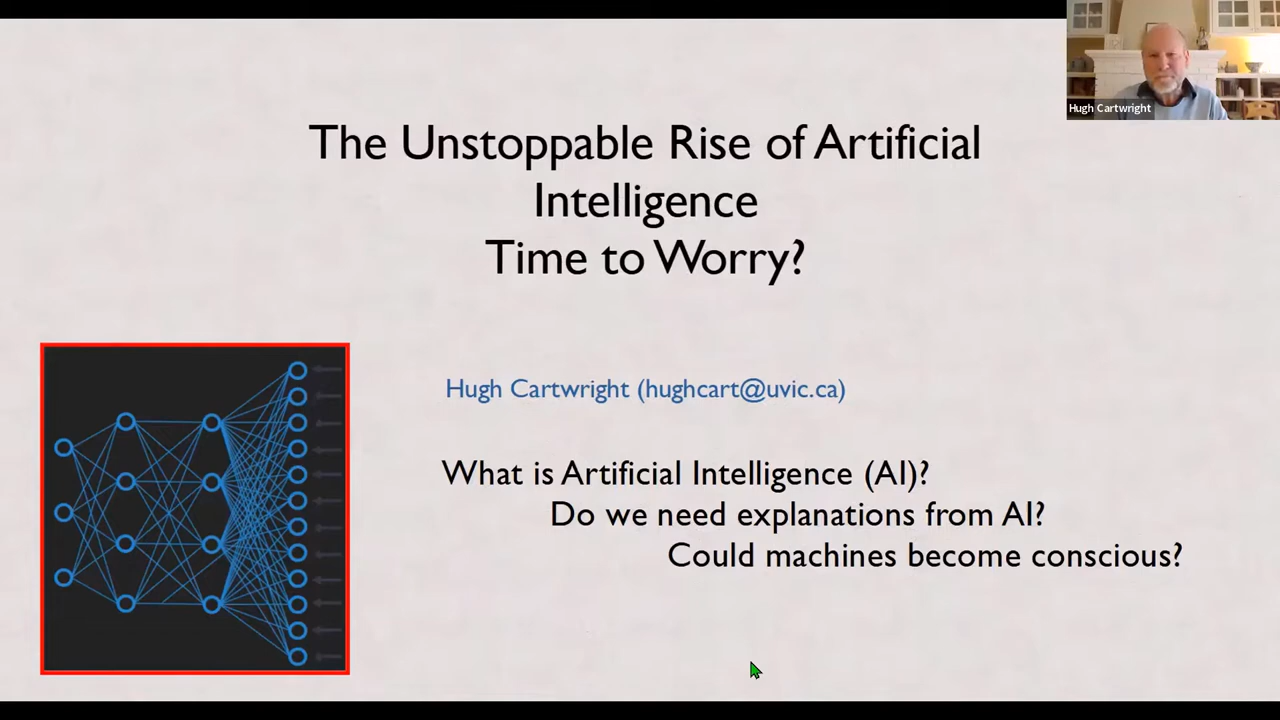 Hugh Cartwright
The Unstoppable Rise of Artificial
Intelligence
Time to Worry?
Hugh Cartwright (hughcart@uvic.ca)
What is Artificial Intelligence (AI)?
Do we need explanations from AI?
Could machines become conscious?